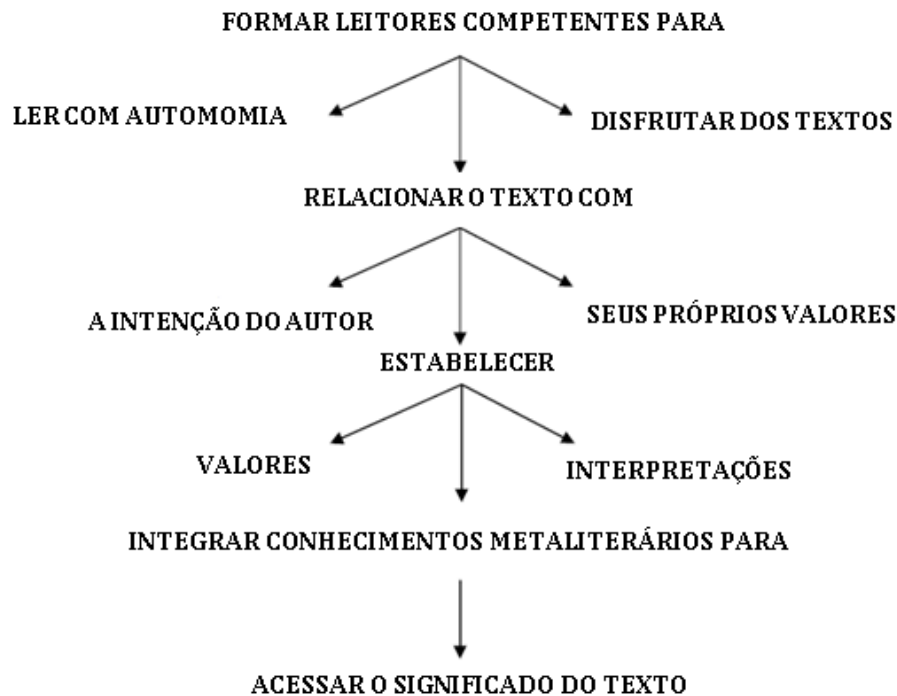 FORMAR LEITORES COMPETENTES PARA
LER COM AUTOMOMIA
DISFRUTAR DOS TEXTOS
RELACIONAR O TEXTO COM
A INTENÇÃO DO AUTOR
SEUS PRÓPRIOS VALORES
ESTABELECER
VALORES
INTERPRETAÇÕES
INTEGRAR CONHECIMENTOS METALITERÁRIOS PARA
ACESSAR O SIGNIFICADO DO TEXTO